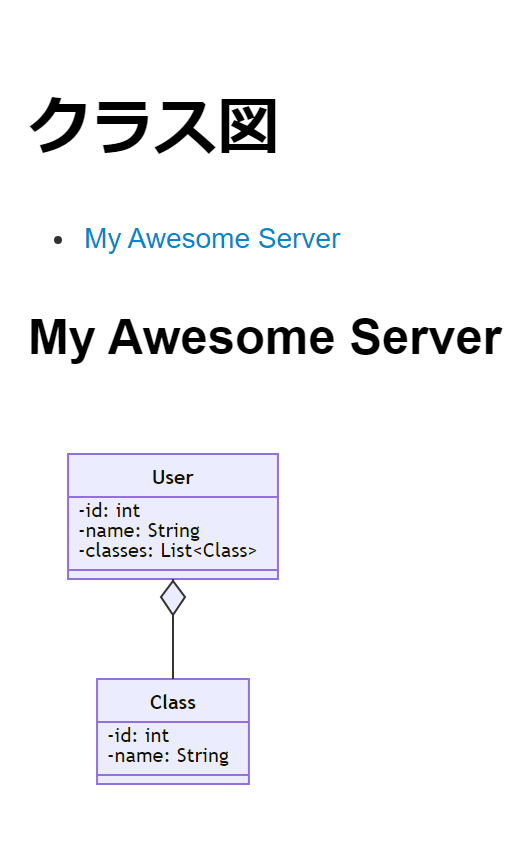 クラス図
My Awesome Server
My Awesome Server
User
-id: int
-name: String
-classes: List<Class>
Class
-id: int
-name: String